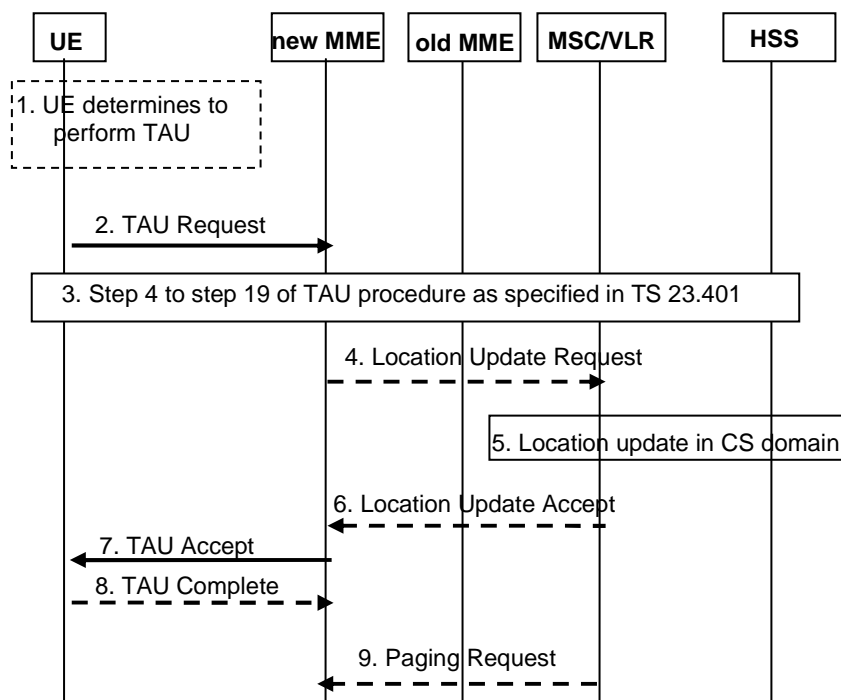 UE
new MME
old MME
MSC/VLR
HSS
1. UE determines to
perform TAU
2. TAU Request
3. Step 4 to step 19 of TAU procedure as specified in TS 23.401
4. Location Update Request
5. Location update in CS domain
6. Location Update Accept
7. TAU Accept
8. TAU Complete
9. Paging Request